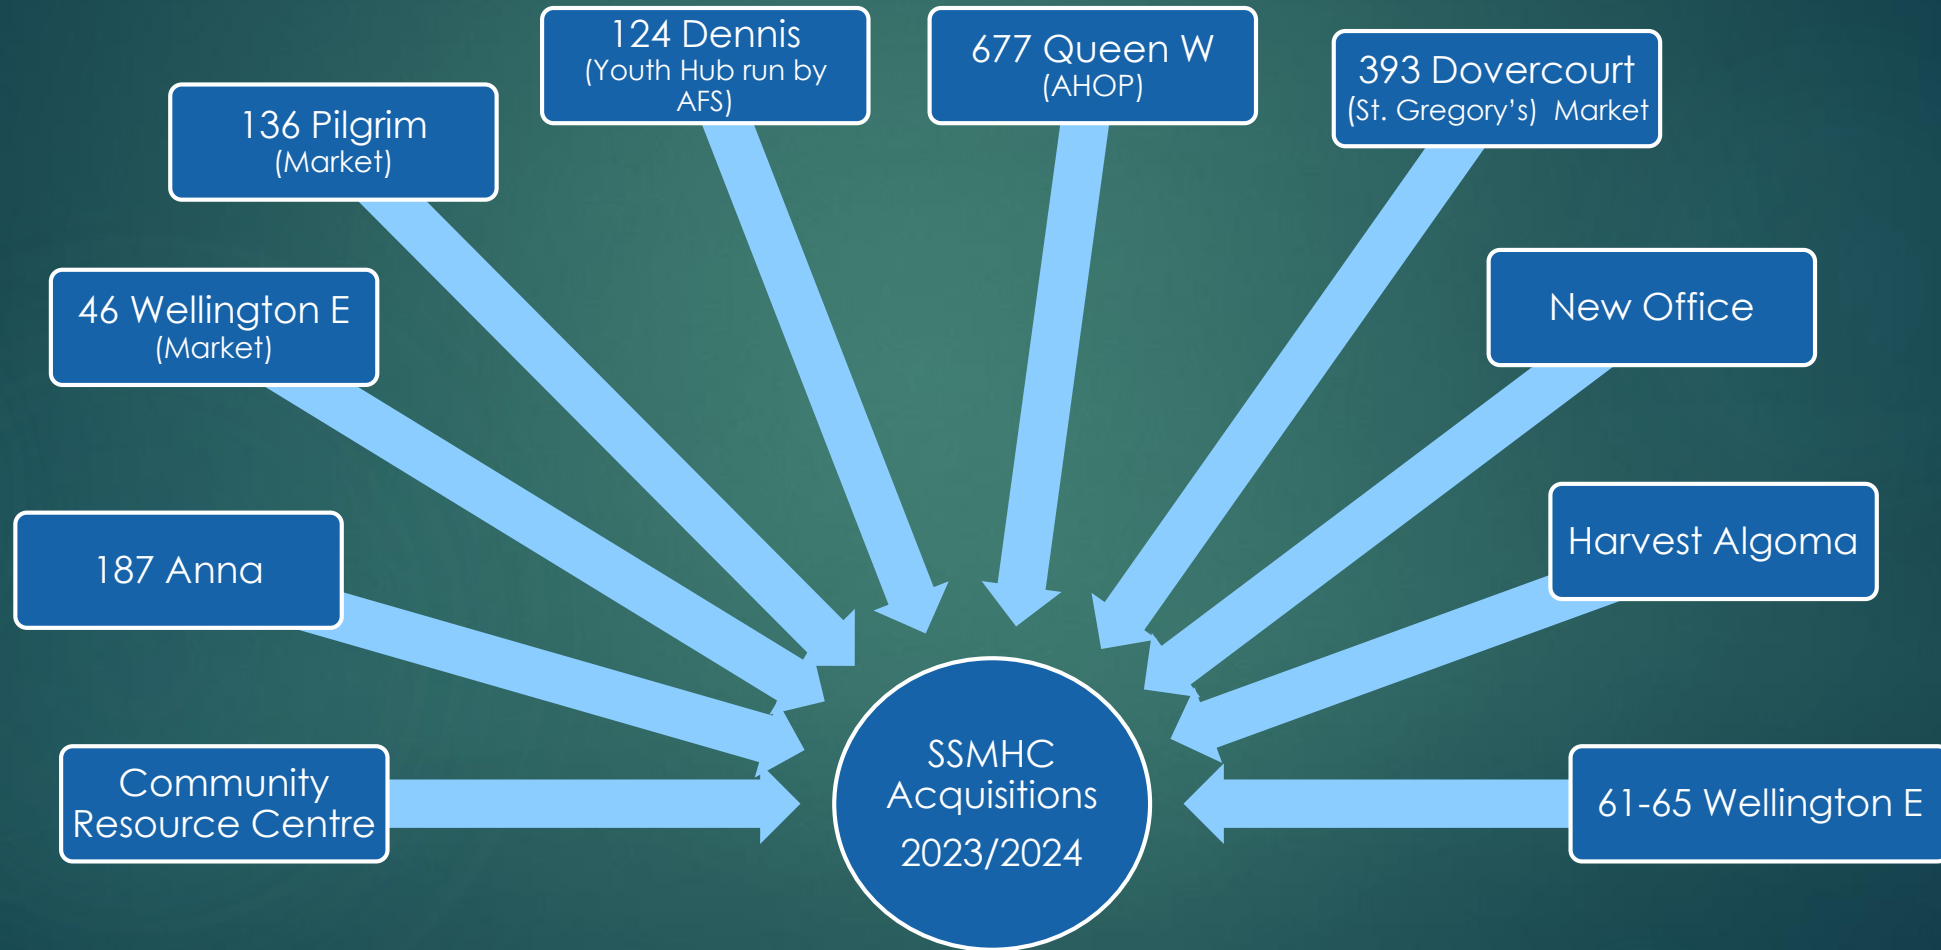 124 Dennis
(Youth Hub run by
AFS)
677 Queen W
(AHOP)
393 Dovercourt
(St. Gregory's)  Market
136 Pilgrim
(Market)
New Office
46 Wellington E
(Market)
Harvest Algoma
187 Anna
Community
Resource Centre
SSMHC
Acquisitions
2023/2024
61-65 Wellington E